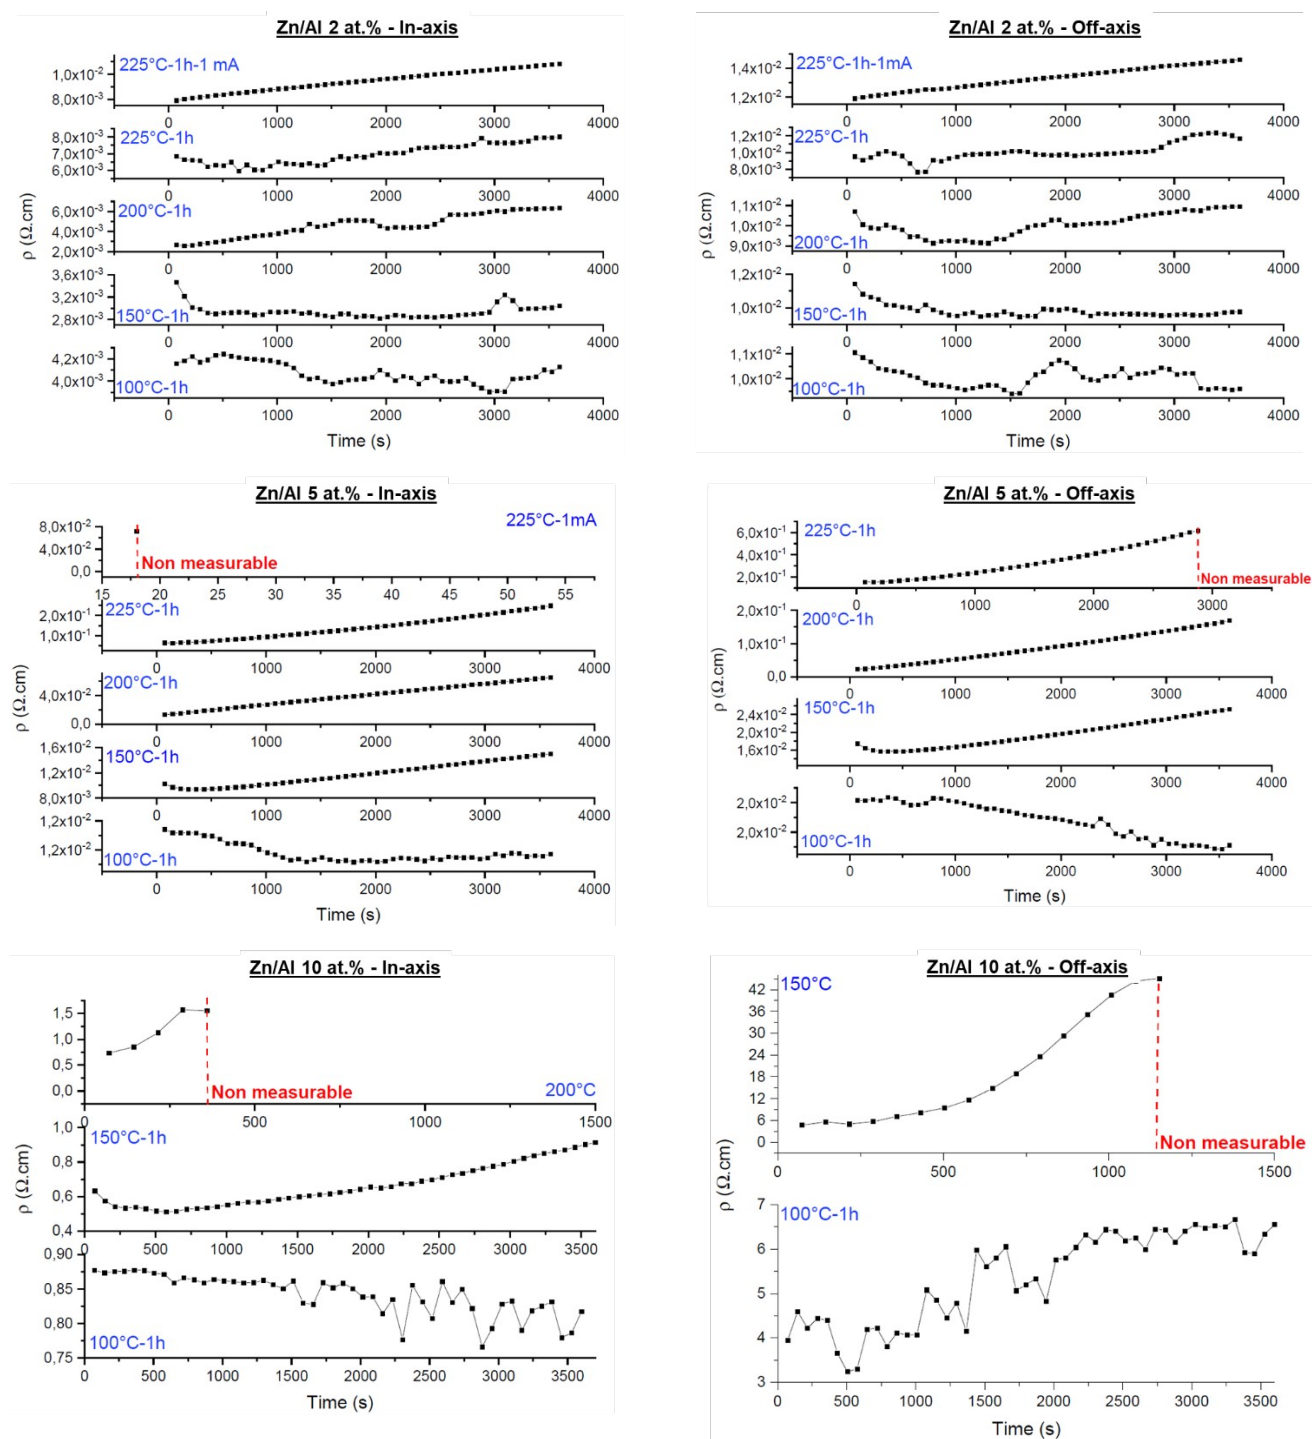 Zn/Al 2 at.% - In-axis
225°C-1h-1 mA
1,0x10⁻²
8,0x10⁻³
0 1000 2000 3000 4000
225°C-1h
8,0x10⁻³
7,0x10⁻³
6,0x10⁻³
0 1000 2000 3000 4000
200°C-1h
6,0x10⁻³
4,0x10⁻³
2,0x10⁻³
0 1000 2000 3000 4000
3,6x10⁻³
3,2x10⁻³
2,8x10⁻³
150°C-1h
0 1000 2000 3000 4000
4,2x10⁻³
4,0x10⁻³
100°C-1h
0 1000 2000 3000 4000
ρ (Ω.cm)
Time (s)
Zn/Al 2 at.% - Off-axis
225°C-1h-1mA
1,4x10⁻²
1,2x10⁻²
0 1000 2000 3000 4000
225°C-1h
1,2x10⁻²
1,0x10⁻²
8,0x10⁻³
0 1000 2000 3000 4000
1,1x10⁻²
1,0x10⁻²
9,0x10⁻³
200°C-1h
0 1000 2000 3000 4000
1,2x10⁻²
1,0x10⁻²
150°C-1h
0 1000 2000 3000 4000
1,1x10⁻²
1,0x10⁻²
100°C-1h
0 1000 2000 3000 4000
ρ (Ω.cm)
Time (s)
Zn/Al 5 at.% - In-axis
225°C-1mA
8,0x10⁻²
4,0x10⁻²
0,0
Non measurable
15 20 25 30 35 40 45 50 55
225°C-1h
2,0x10⁻¹
1,0x10⁻¹
0 1000 2000 3000 4000
200°C-1h
4,0x10⁻²
0,0
0 1000 2000 3000 4000
1,6x10⁻²
150°C-1h
1,2x10⁻²
8,0x10⁻³
0 1000 2000 3000 4000
1,2x10⁻²
1,2x10⁻²
100°C-1h
0 1000 2000 3000 4000
ρ (Ω.cm)
Time (s)
Zn/Al 5 at.% - Off-axis
225°C-1h
6,0x10⁻¹
4,0x10⁻¹
2,0x10⁻¹
Non measurable
0 1000 2000 3000
2,0x10⁻¹
200°C-1h
1,0x10⁻¹
0,0
0 1000 2000 3000 4000
150°C-1h
2,4x10⁻²
2,0x10⁻²
1,6x10⁻²
0 1000 2000 3000 4000
2,0x10⁻²
2,0x10⁻²
100°C-1h
0 1000 2000 3000 4000
ρ (Ω.cm)
Time (s)
Zn/Al 10 at.% - In-axis
1,5
1,0
0,5
0,0
Non measurable
200°C
0 500 1000 1500
1,0
150°C-1h
0,8
0,6
0,4
0 500 1000 1500 2000 2500 3000 3500
0,90
0,85
0,80
100°C-1h
0,75
0 500 1000 1500 2000 2500 3000 3500
ρ (Ω.cm)
Time (s)
Zn/Al 10 at.% - Off-axis
150°C
42
36
30
24
18
12
6
0
Non measurable
0 500 1000 1500
7
100°C-1h
6
5
4
3
0 500 1000 1500 2000 2500 3000 3500
ρ (Ω.cm)
Time (s)